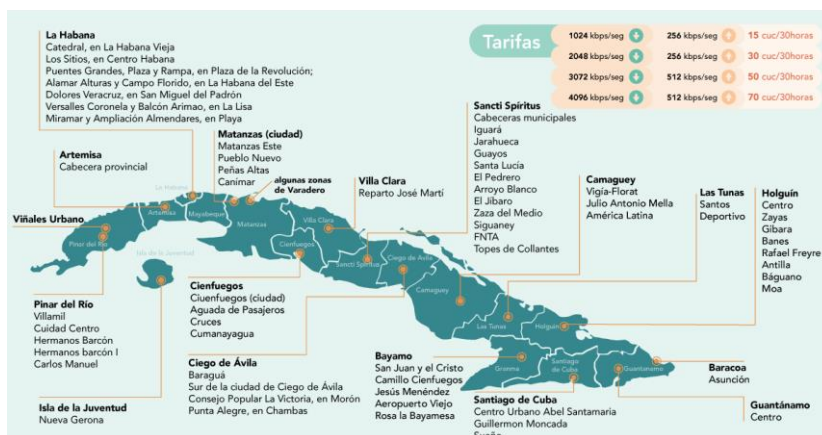 La Habana
Catedral, en La Habana Vieja
Los Sitios, en Centro Habana
Puentes Grandes, Plaza y Rampa, en Plaza de la Revolución;
Alamar Alturas y Campo Florido, en La Habana del Este
Dolores Veracruz, en San Miguel del Padrón
Versalles Coronela y Balcón Arimao, en La Lisa
Miramar y Ampliación Almendares, en Playa
Tarifas
1024 kbps/seg 256 kbps/seg 15 cuc/30horas
2048 kbps/seg 256 kbps/seg 30 cuc/30horas
3072 kbps/seg 512 kbps/seg 50 cuc/30horas
4096 kbps/seg 512 kbps/seg 70 cuc/30horas
Artemisa
Cabecera provincial
Matanzas (ciudad)
Matanzas Este
Pueblo Nuevo
Peñas Altas
Canímar
algunas zonas
de Varadero
Villa Clara
Reparto José Martí
Sancti Spíritus
Cabeceras municipales
Iguará
Jarahueca
Guayos
Santa Lucía
El Pedrero
Arroyo Blanco
El Jíbaro
Zaza del Medio
Siguaney
FNTA
Topes de Collantes
Camaguey
Vigía-Florat
Julio Antonio Mella
América Latina
Las Tunas
Santos
Deportivo
Holguín
Centro
Zayas
Gibara
Banes
Rafael Freyre
Antilla
Báguano
Moa
Viñales Urbano
La Habana
Artemisa
Mayabeque
Matanzas
Villa Clara
Pinar del Río
Isla de la Juventud
Cienfuegos
Sancti Spíritus
Ciego de Ávila
Camaguey
Las Tunas
Holguín
Granma
Santiago
de Cuba
Guantánamo
Pinar del Río
Villamil
Cuidad Centro
Hermanos Barcón
Hermanos barcón I
Carlos Manuel
Isla de la Juventud
Nueva Gerona
Cienfuegos
Ciuenfuegos (ciudad)
Aguada de Pasajeros
Cruces
Cumanayagua
Ciego de Ávila
Baraguá
Sur de la ciudad de Ciego de Ávila
Consejo Popular La Victoria, en Morón
Punta Alegre, en Chambas
Bayamo
San Juan y el Cristo
Camillo Cienfuegos
Jesús Menéndez
Aeropuerto Viejo
Rosa la Bayamesa
Santiago de Cuba
Centro Urbano Abel Santamaria
Guillermon Moncada
Sueño
Baracoa
Asunción
Guantánamo
Centro